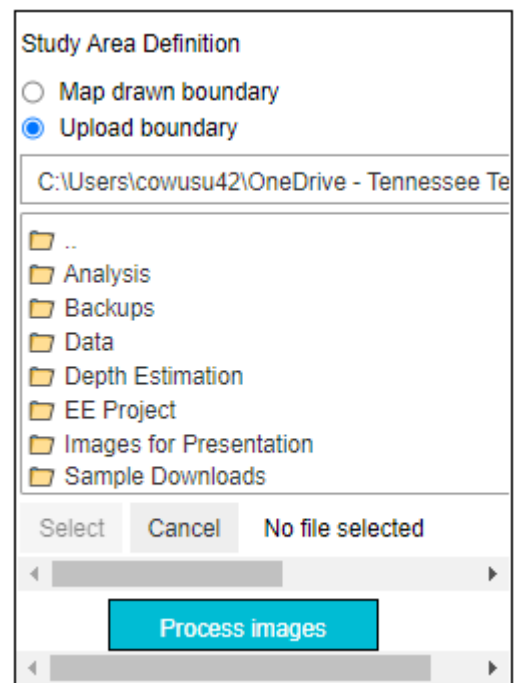 Study Area Definition
Map drawn boundary
Upload boundary
C:\Users\cowusu42\OneDrive - Tennessee Te
..
Analysis
Backups
Data
Depth Estimation
EE Project
Images for Presentation
Sample Downloads
Select Cancel No file selected
Process images